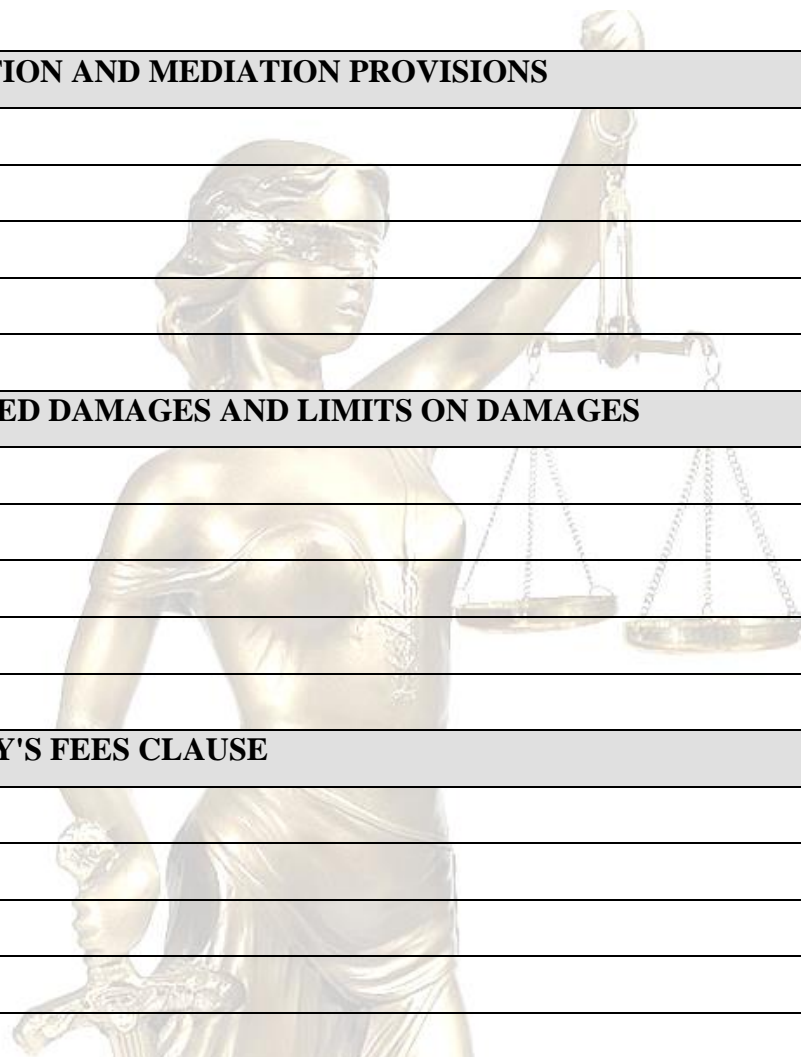 TION AND MEDIATION PROVISIONS
ED DAMAGES AND LIMITS ON DAMAGES
Y'S FEES CLAUSE